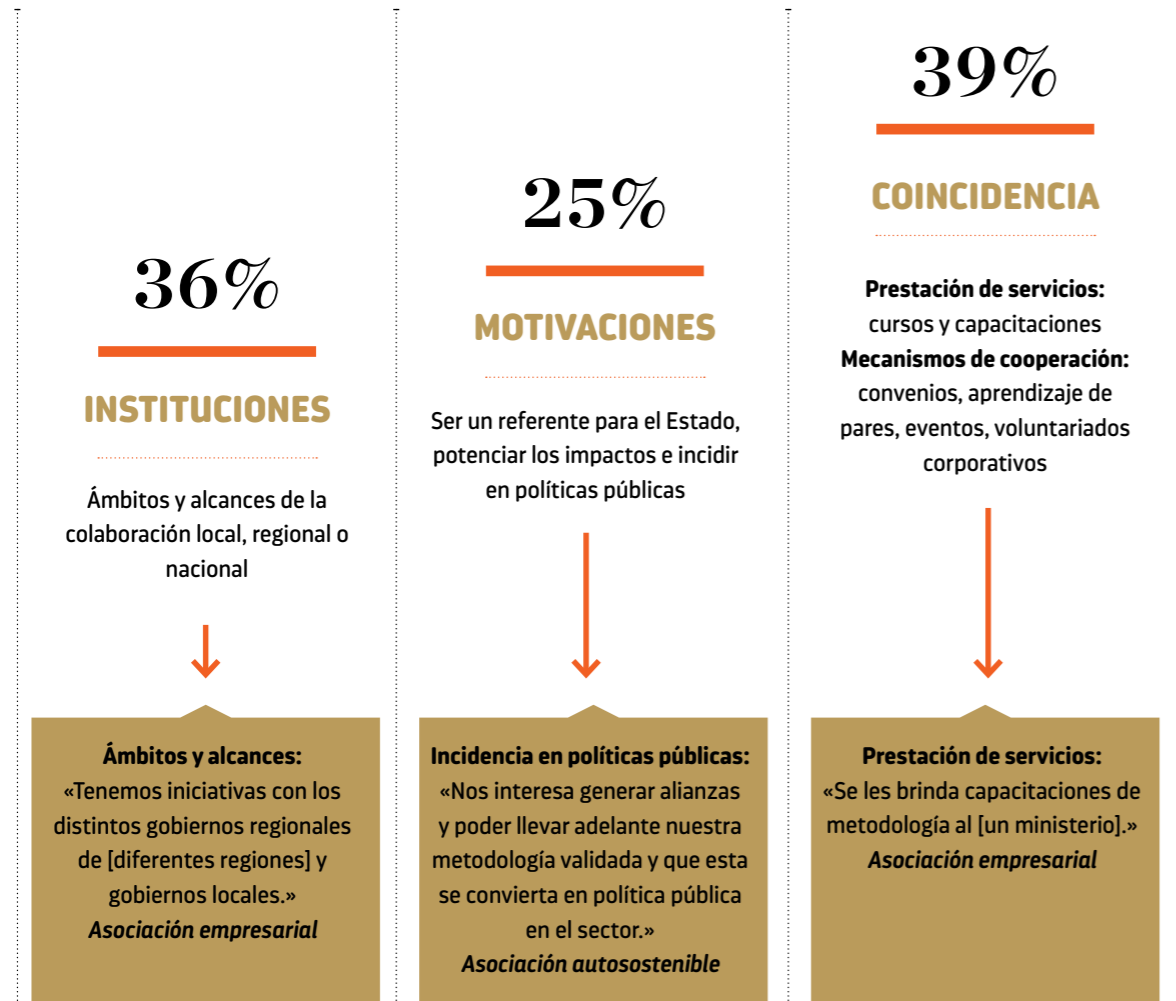 36%
INSTITUCIONES
Ámbitos y alcances de la
colaboración local, regional o
nacional
Ámbitos y alcances:
«Tenemos iniciativas con los
distintos gobiernos regionales
de [diferentes regiones] y
gobiernos locales.»
Asociación empresarial
25%
MOTIVACIONES
Ser un referente para el Estado,
potenciar los impactos e incidir
en políticas públicas
Incidencia en políticas públicas:
«Nos interesa generar alianzas
y poder llevar adelante nuestra
metodología validada y que esta
se convierta en política pública
en el sector.»
Asociación autosostenible
39%
COINCIDENCIA
Prestación de servicios:
cursos y capacitaciones
Mecanismos de cooperación:
convenios, aprendizaje de
pares, eventos, voluntariados
corporativos
Prestación de servicios:
«Se les brinda capacitaciones de
metodología al [un ministerio].»
Asociación empresarial